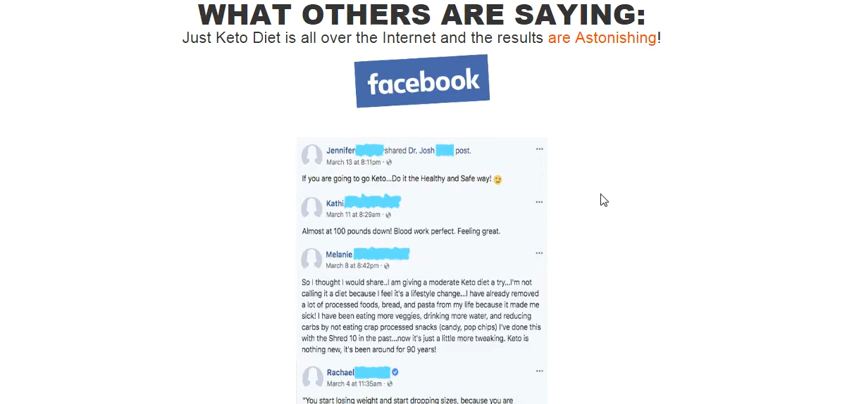 WHAT OTHERS ARE SAYING:
Just Keto Diet is all over the Internet and the results are Astonishing!
facebook
Jennifer shared Dr. Josh post.
March 13 at 8:11pm ·
If you are going to go Keto...Do it the Healthy and Safe way!
Kathi
March 11 at 8:29am ·
Almost at 100 pounds down! Blood work perfect. Feeling great.
Melanie
March 8 at 8:42pm ·
So I thought I would share..I am giving a moderate Keto diet a try...I'm not
calling it a diet because I feel it's a lifestyle change...I have already removed
a lot of processed foods, bread, and pasta from my life because it made me
sick! I have been eating more veggies, drinking more water, and reducing
carbs by not eating crap processed snacks (candy, pop chips) I've done this
with the Shred 10 in the past...now it's just a little more tweaking. Keto is
nothing new, it's been around for 90 years!
Rachael
March 4 at 11:35am ·
"You start losing weight and start dropping sizes, because you are